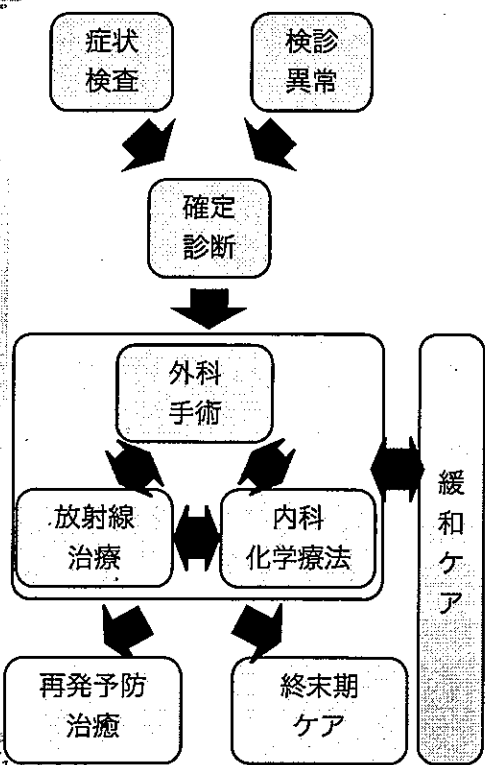 症状
検査
検診
異常
確定
診断
外科
手術
放射線
治療
内科
化学療法
緩和ケア
再発予防
治癒
終末期
ケア